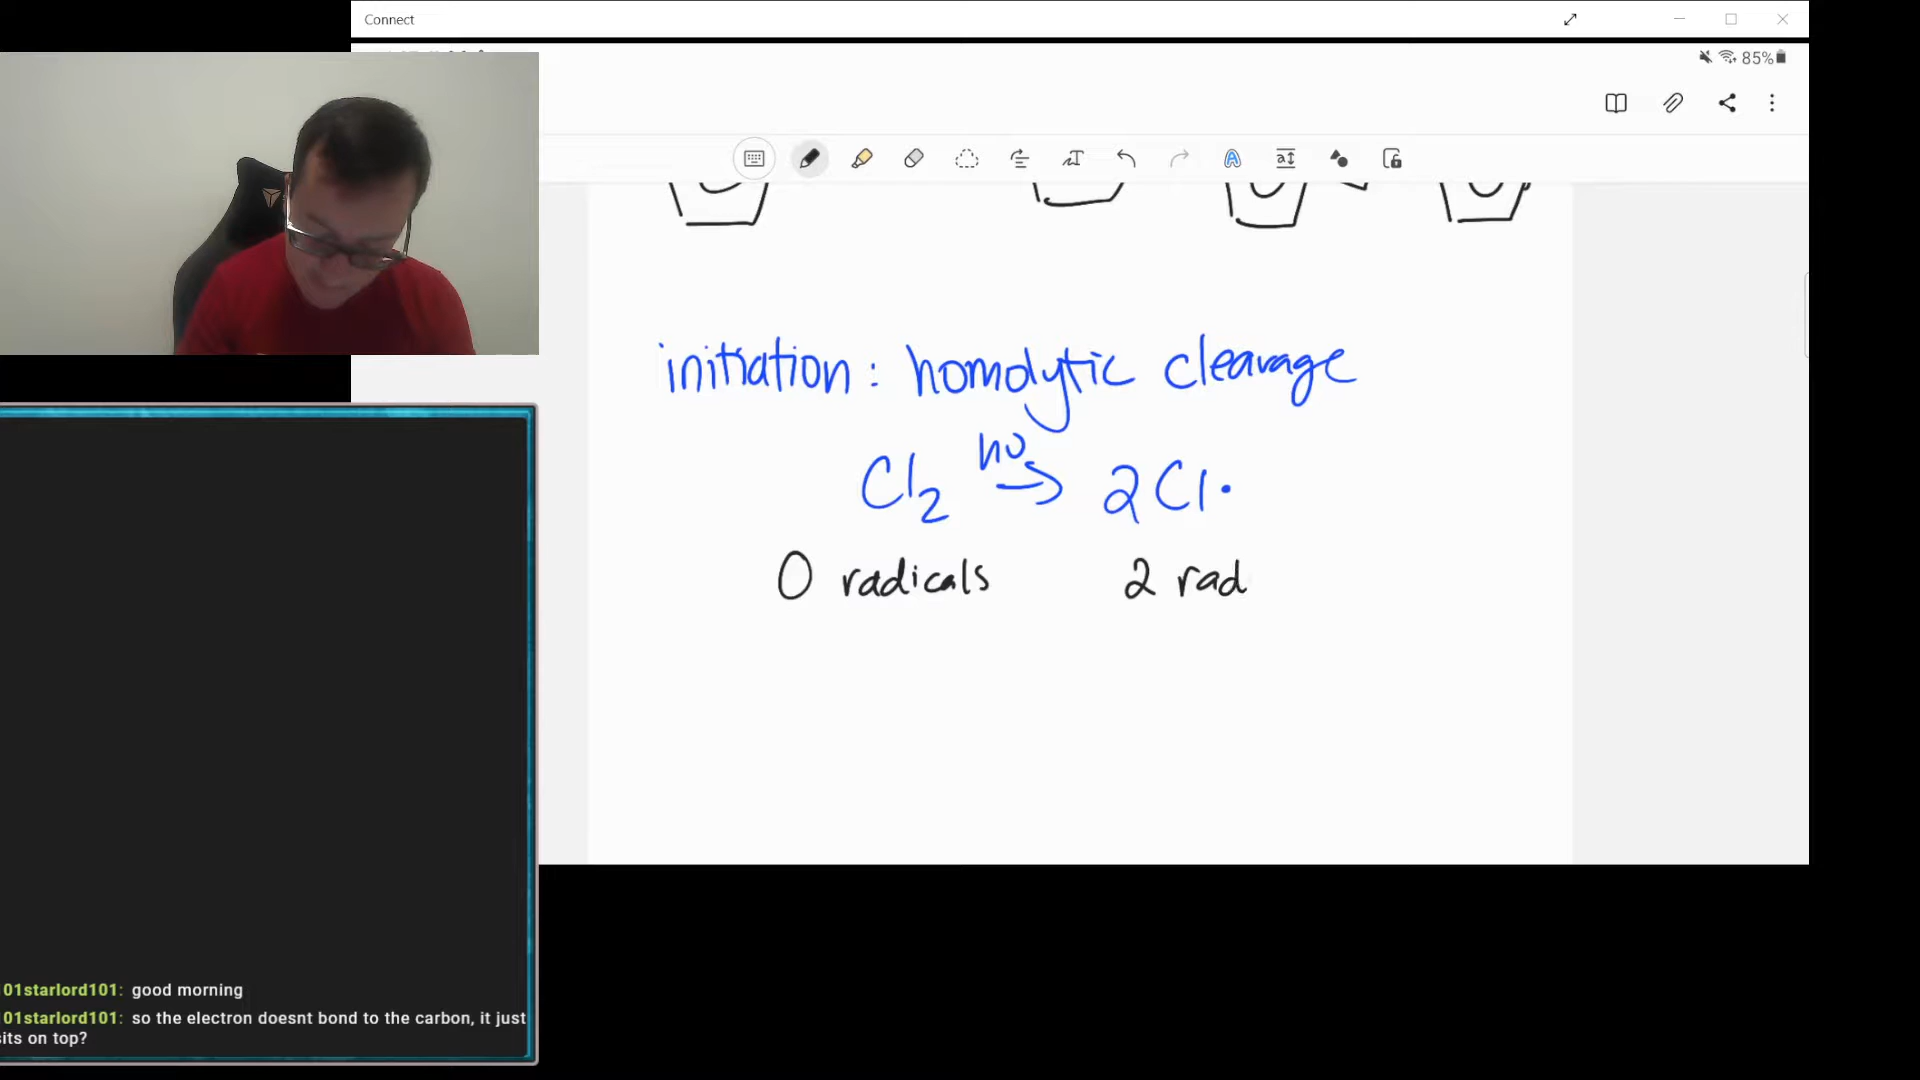 Connect
85%
initiation: homolytic cleavage
hν
Cl2 → 2Cl•
0 radicals 2 rad
01starlord101: good morning
01starlord101: so the electron doesnt bond to the carbon, it just
sits on top?